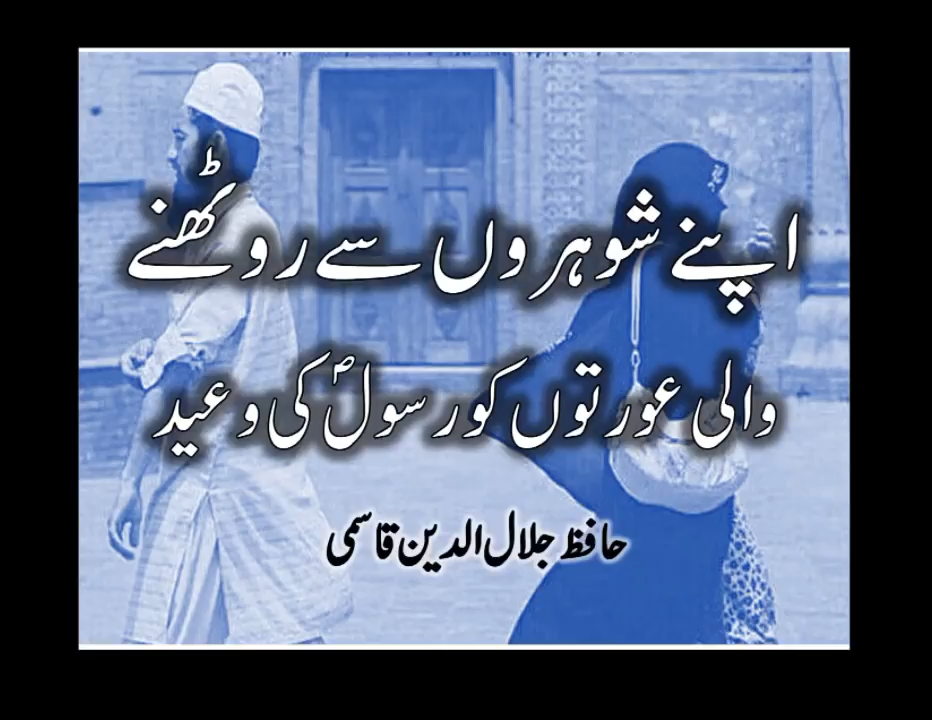 اپنے شوہروں سے روٹھنے
والی عورتوں کو رسولؐ کی وعید
حافظ جلال الدین قاسمی